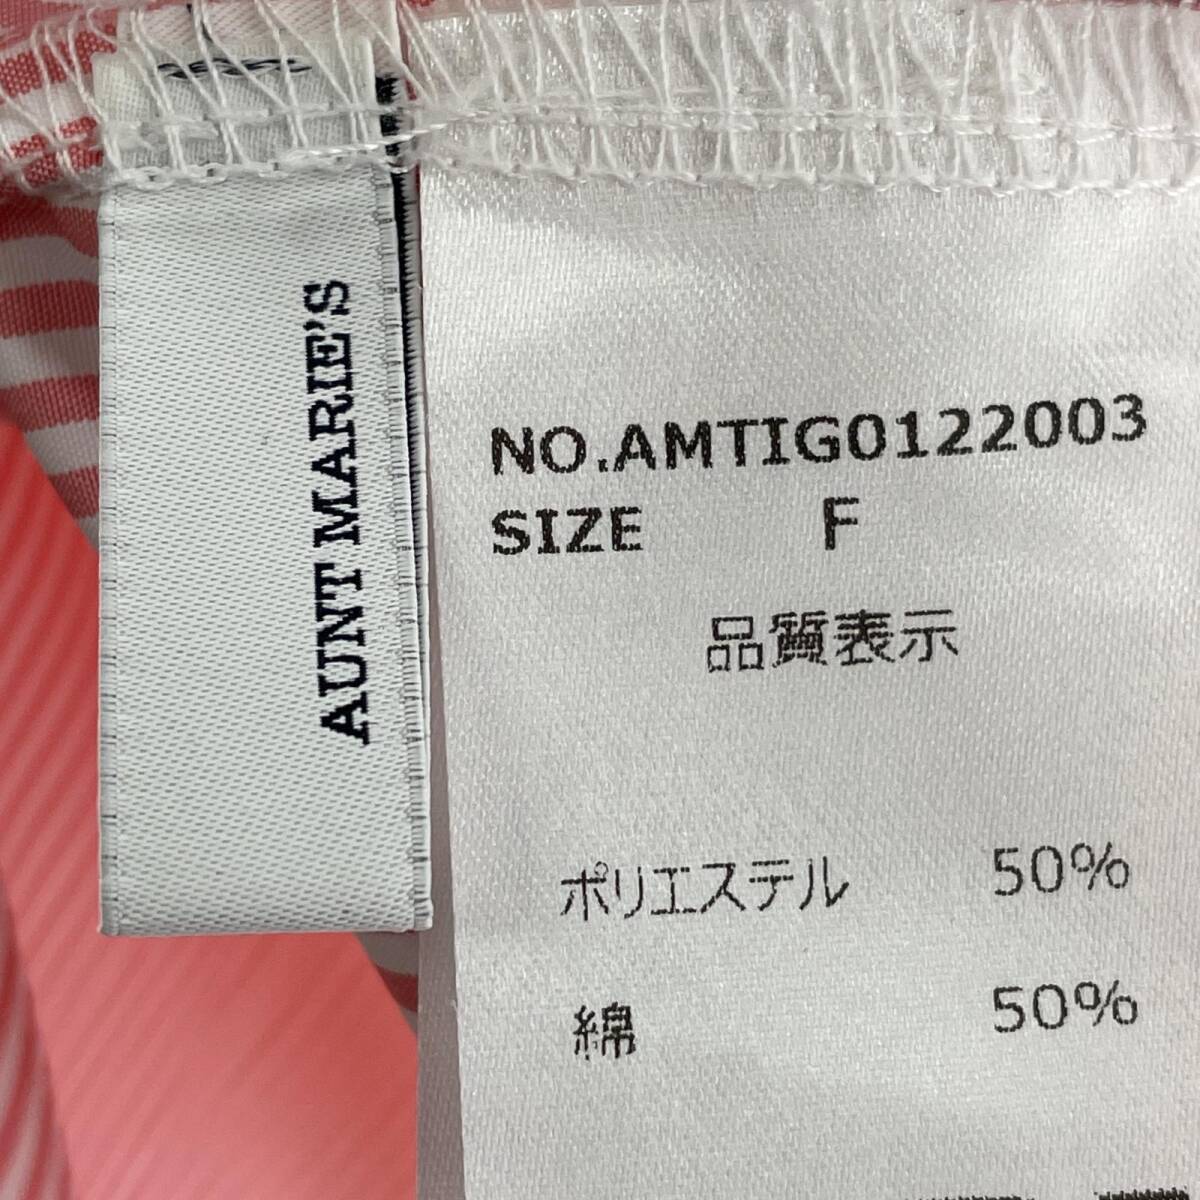 AUNT MARIE'S
NO.AMTIG0122003
SIZE F
品質表示
ポリエステル 50%
綿 50%